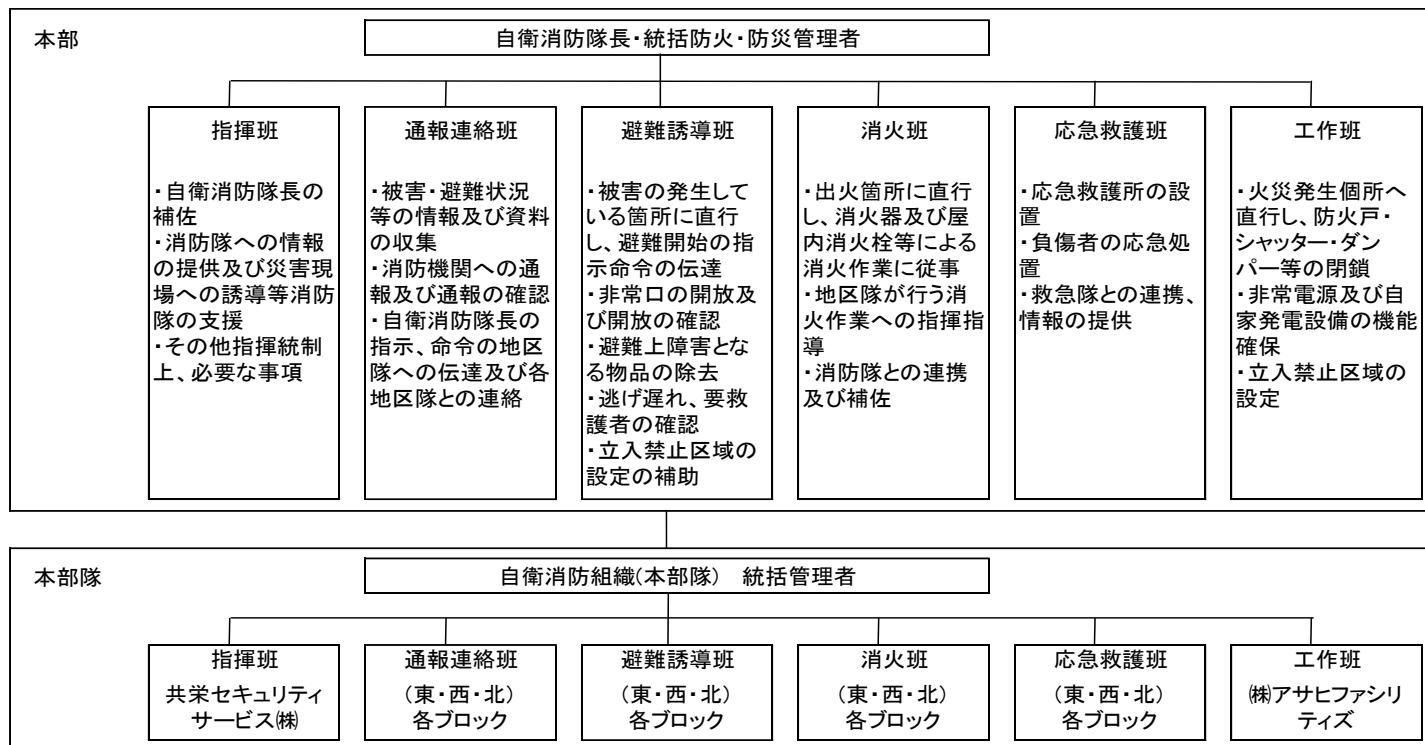 本部
自衛消防隊長・統括防火・防災管理者
指揮班
・自衛消防隊長の
補佐
・消防隊への情報
の提供及び災害現
場への誘導等消防
隊の支援
・その他指揮統制
上、必要な事項
通報連絡班
・被害・避難状況
等の情報及び資料
の収集
・消防機関への通
報及び通報の確認
・自衛消防隊長の
指示、命令の地区
隊への伝達及び各
地区隊との連絡
避難誘導班
・被害の発生して
いる箇所に直行
し、避難開始の指
示命令の伝達
・非常口の開放及
び開放の確認
・避難上障害とな
る物品の除去
・逃げ遅れ、要救
護者の確認
・立入禁止区域の
設定の補助
消火班
・出火箇所に直行
し、消火器及び屋
内消火栓等による
消火作業に従事
・地区隊が行う消
火作業への指揮指
導
・消防隊との連携
及び補佐
応急救護班
・応急救護所の設
置
・負傷者の応急処
置
・救急隊との連携、
情報の提供
工作班
・火災発生個所へ
直行し、防火戸・
シャッター・ダン
パー等の閉鎖
・非常電源及び自
家発電設備の機能
確保
・立入禁止区域の
設定
本部隊
自衛消防組織(本部隊)　統括管理者
指揮班
共栄セキュリティ
サービス㈱
通報連絡班
(東・西・北)
各ブロック
避難誘導班
(東・西・北)
各ブロック
消火班
(東・西・北)
各ブロック
応急救護班
(東・西・北)
各ブロック
工作班
㈱アサヒファシリ
ティズ